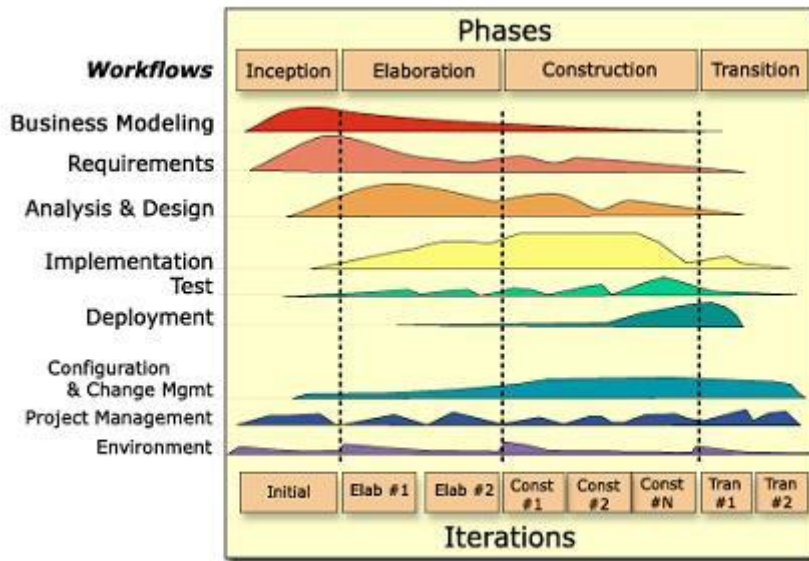 Phases
Workflows
Inception
Elaboration
Construction
Transition
Business Modeling
Requirements
Analysis & Design
Implementation
Test
Deployment
Configuration
& Change Mgmt
Project Management
Environment
Initial
Elab #1
Elab #2
Const
#1
Const
#2
Const
#N
Tran
#1
Tran
#2
Iterations